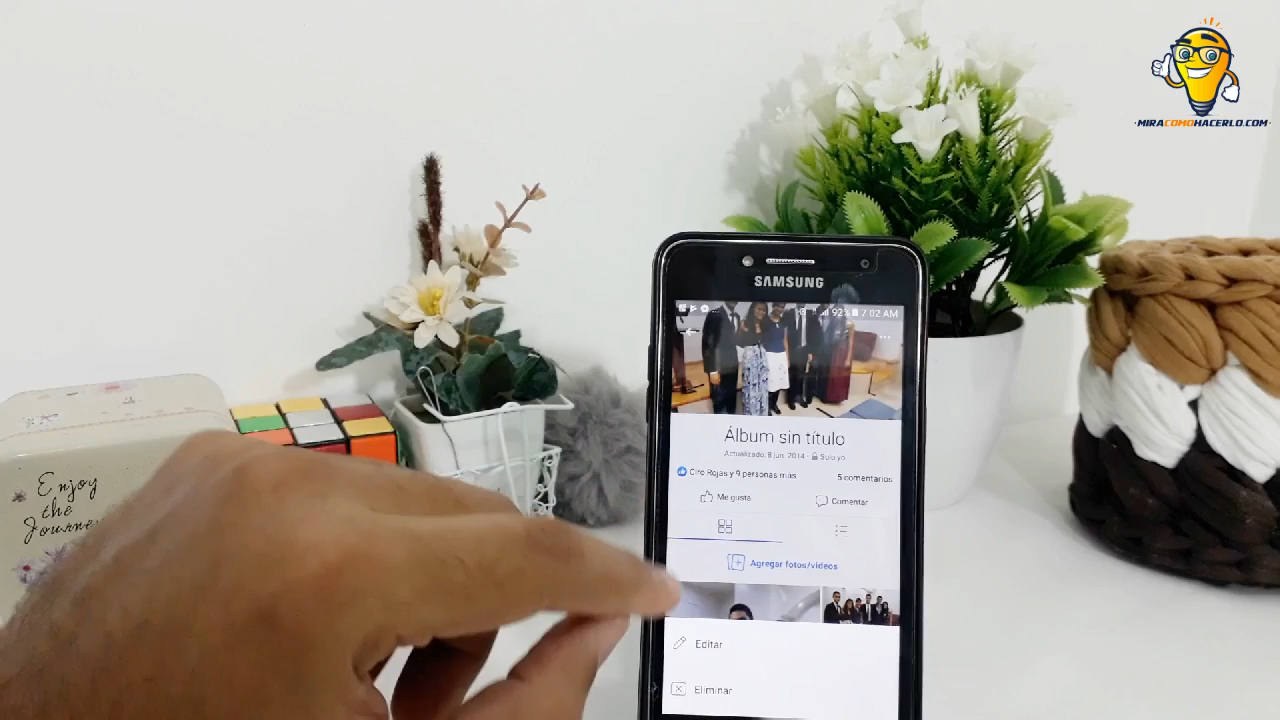 MIRACOMOHACERLO.COM
SAMSUNG
92% 7:02 AM
Álbum sin título
Actualizado: 8 jun. 2014 · Solo yo
Ciro Rojas y 9 personas más
5 comentarios
Me gusta
Comentar
Agregar fotos/videos
Editar
Eliminar
Enjoy
the
Journey